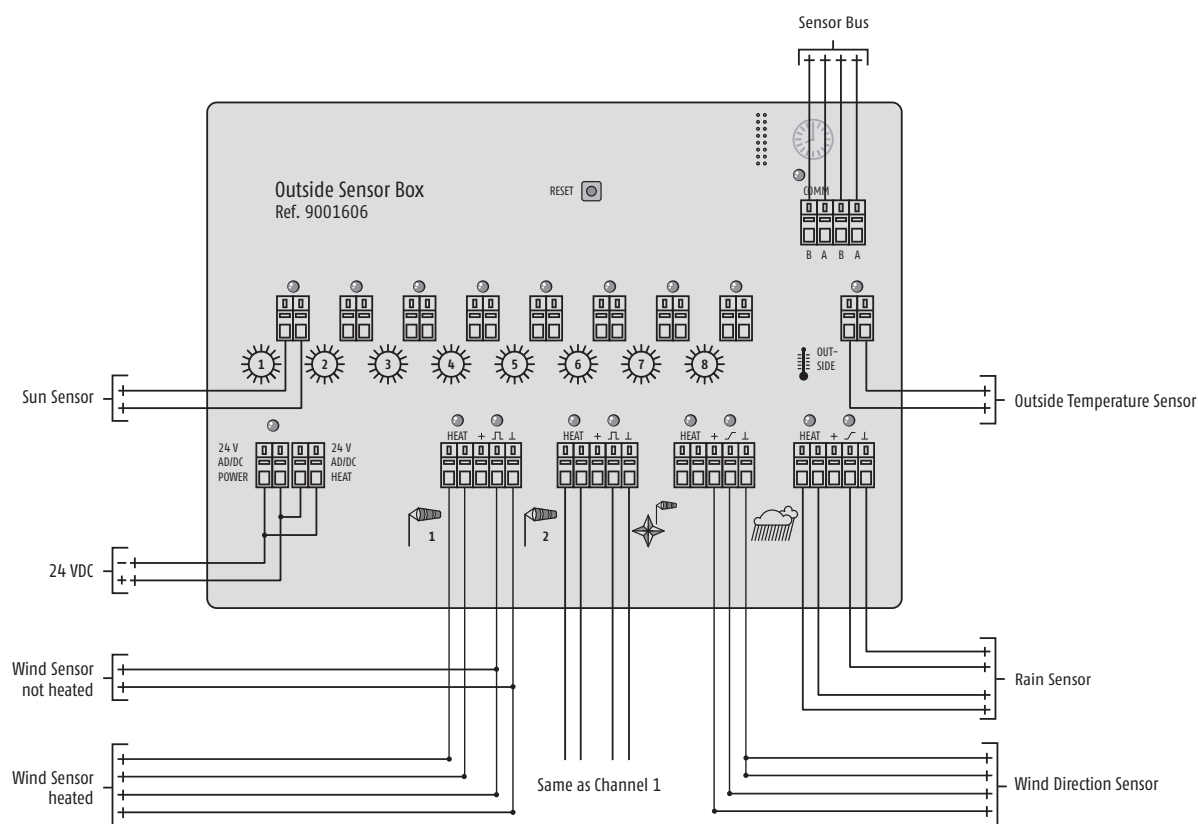 Sensor Bus
Outside Sensor Box
Ref. 9001606
RESET
COMM
B A B A
1 2 3 4 5 6 7 8
OUT-
SIDE
Sun Sensor
Outside Temperature Sensor
24 V
AD/DC
POWER
24 V
AD/DC
HEAT
HEAT +
HEAT +
HEAT +
HEAT +
1
2
24 VDC
−
+
Wind Sensor
not heated
Rain Sensor
Wind Sensor
heated
Same as Channel 1
Wind Direction Sensor